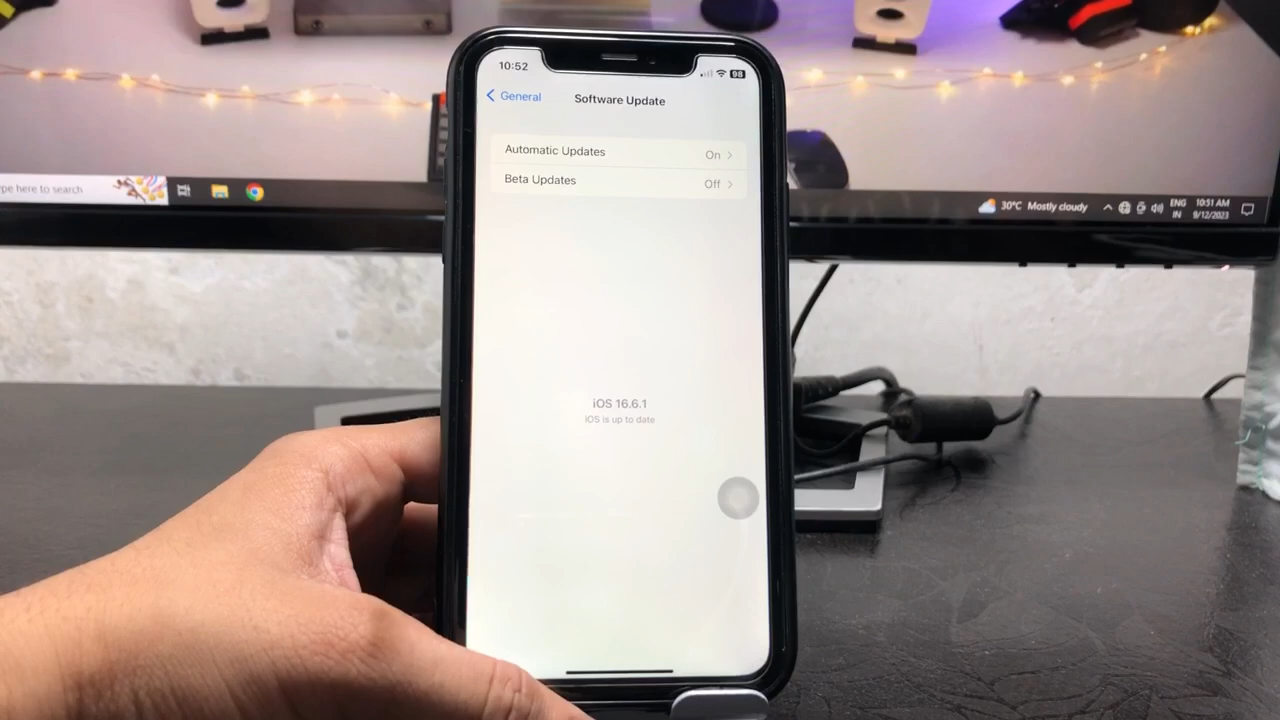 10:52
98
General
Software Update
Automatic Updates
On
Beta Updates
Off
iOS 16.6.1
iOS is up to date
pe here to search
30°C Mostly cloudy
ENG
IN
10:51 AM
9/12/2023